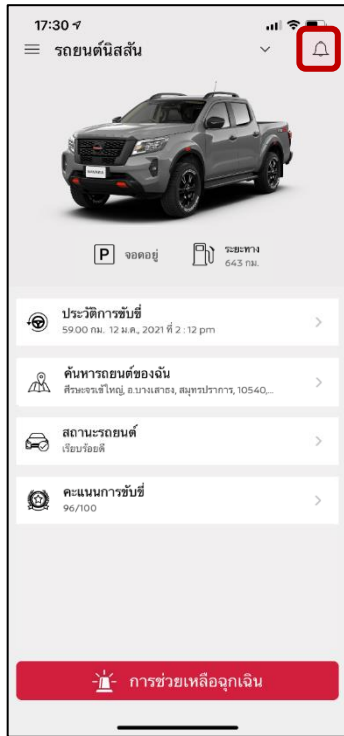 17:30
รถยนต์นิสสัน
NAVARA
P จอดอยู่
ระยะทาง
643 กม.
ประวัติการขับขี่
59.00 กม. 12 ม.ค., 2021 ที่ 2 : 12 pm
ค้นหารถยนต์ของฉัน
ศีรษะจรเข้ใหญ่, อ.บางเสาธง, สมุทรปราการ, 10540,...
สถานะรถยนต์
เรียบร้อยดี
คะแนนการขับขี่
96/100
การช่วยเหลือฉุกเฉิน